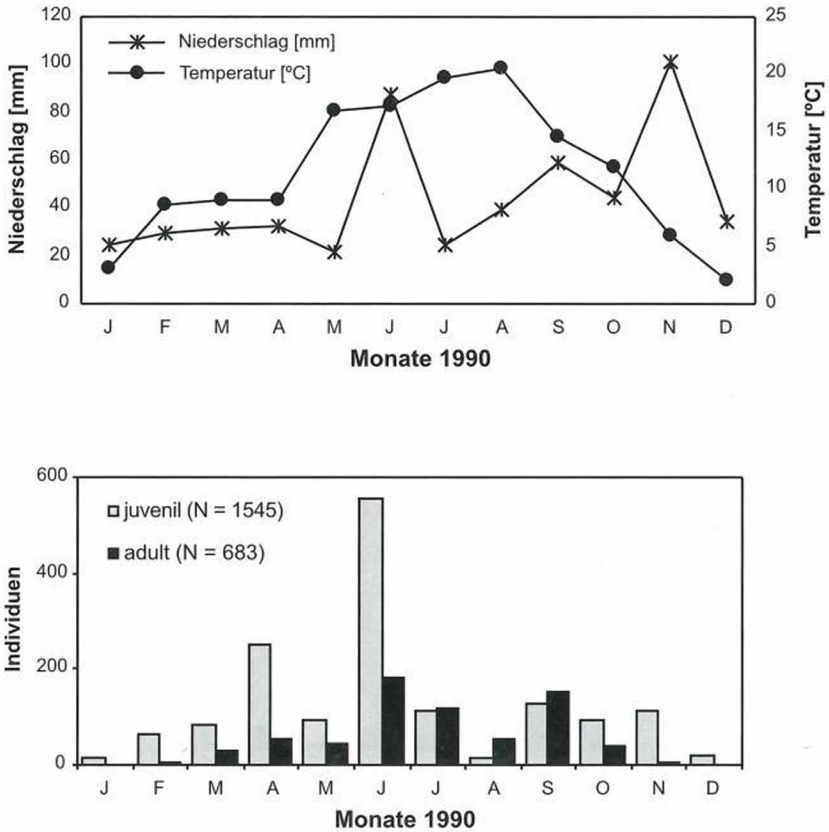 120
100
80
60
40
20
0
Niederschlag [mm]
Niederschlag [mm]
Temperatur [ºC]
25
20
15
10
5
0
Temperatur [ºC]
J F M A M J J A S O N D
Monate 1990
600
400
200
0
Individuen
juvenil (N = 1545)
adult (N = 683)
J F M A M J J A S O N D
Monate 1990